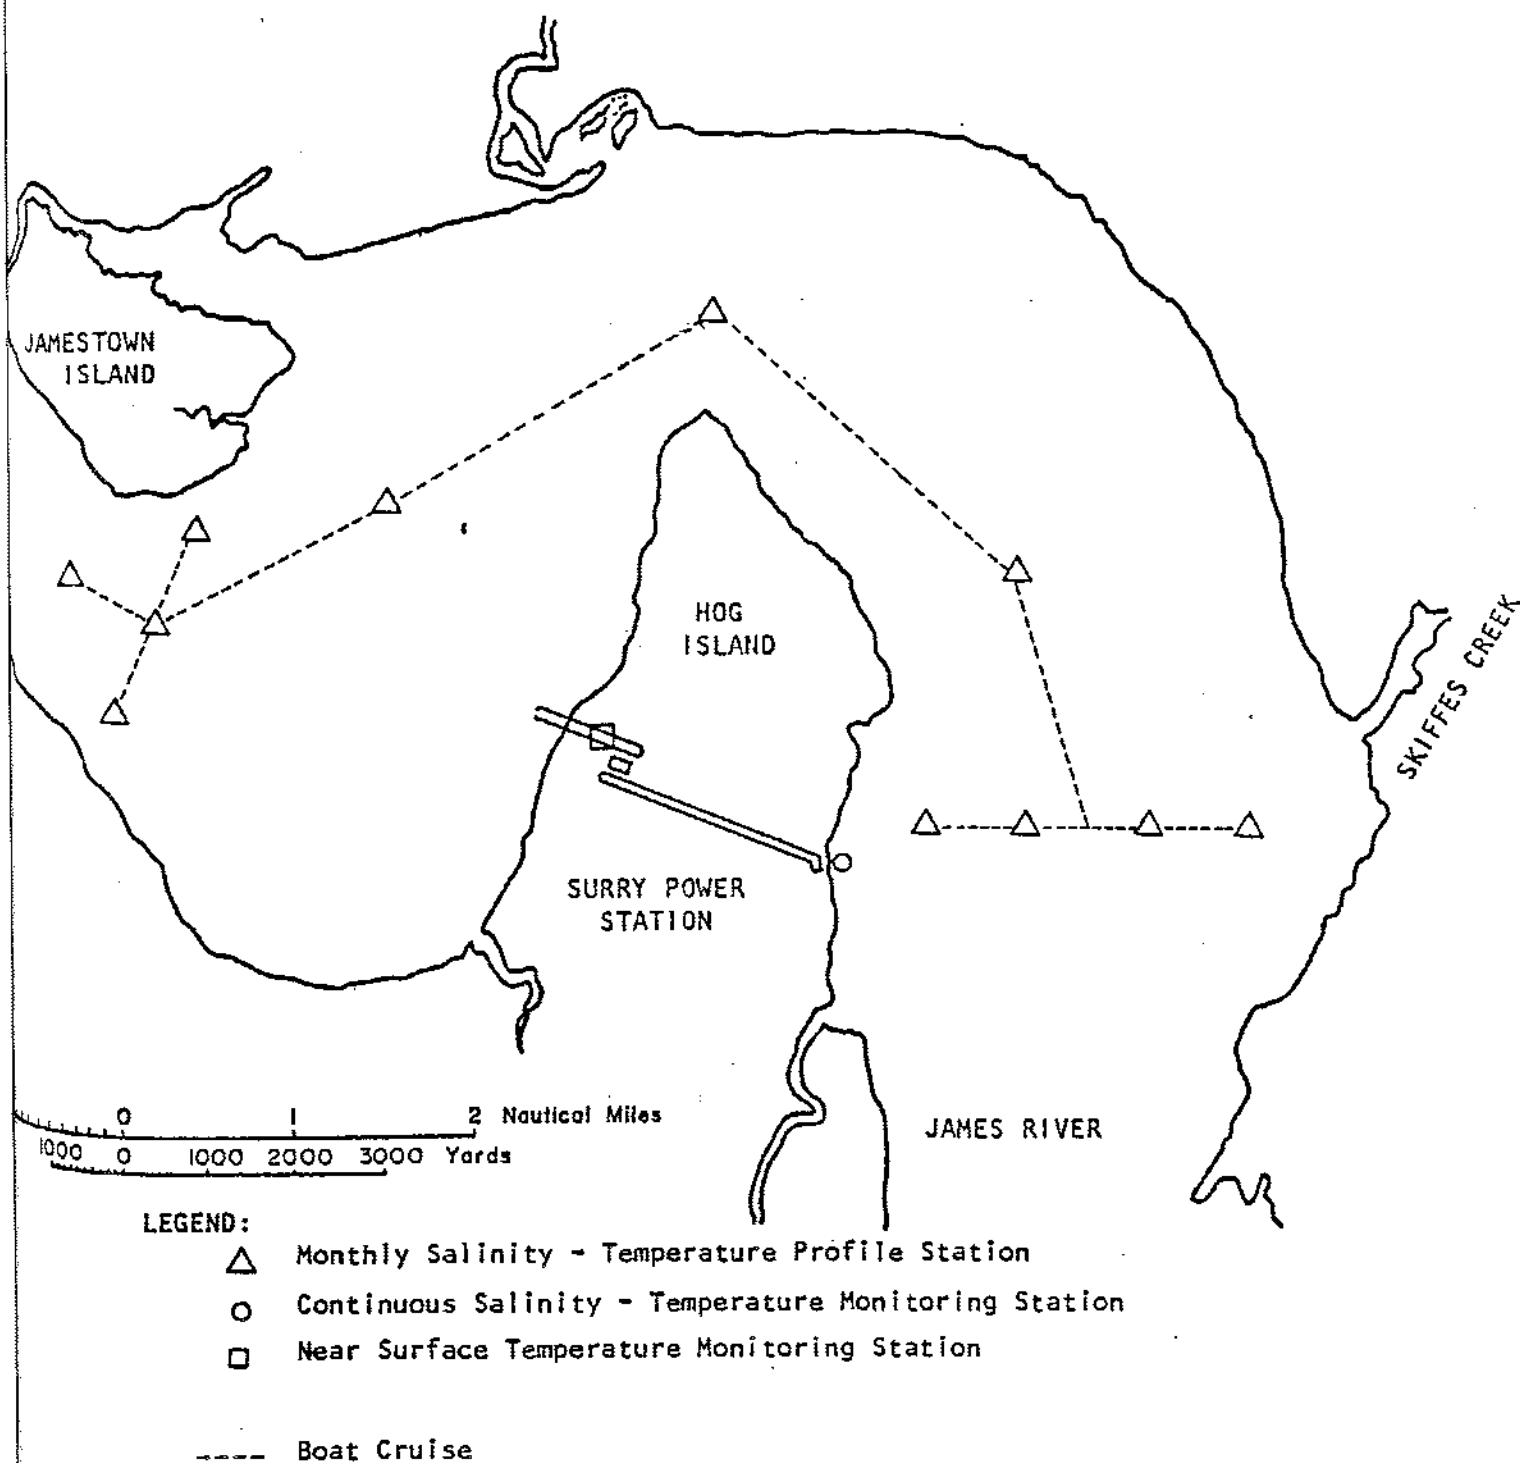 JAMESTOWN
ISLAND
HOG
ISLAND
SKIFFES CREEK
SURRY POWER
STATION
JAMES RIVER
0 1 2 Nautical Miles
1000 0 1000 2000 3000 Yards
LEGEND:
Monthly Salinity - Temperature Profile Station
Continuous Salinity - Temperature Monitoring Station
Near Surface Temperature Monitoring Station
Boat Cruise